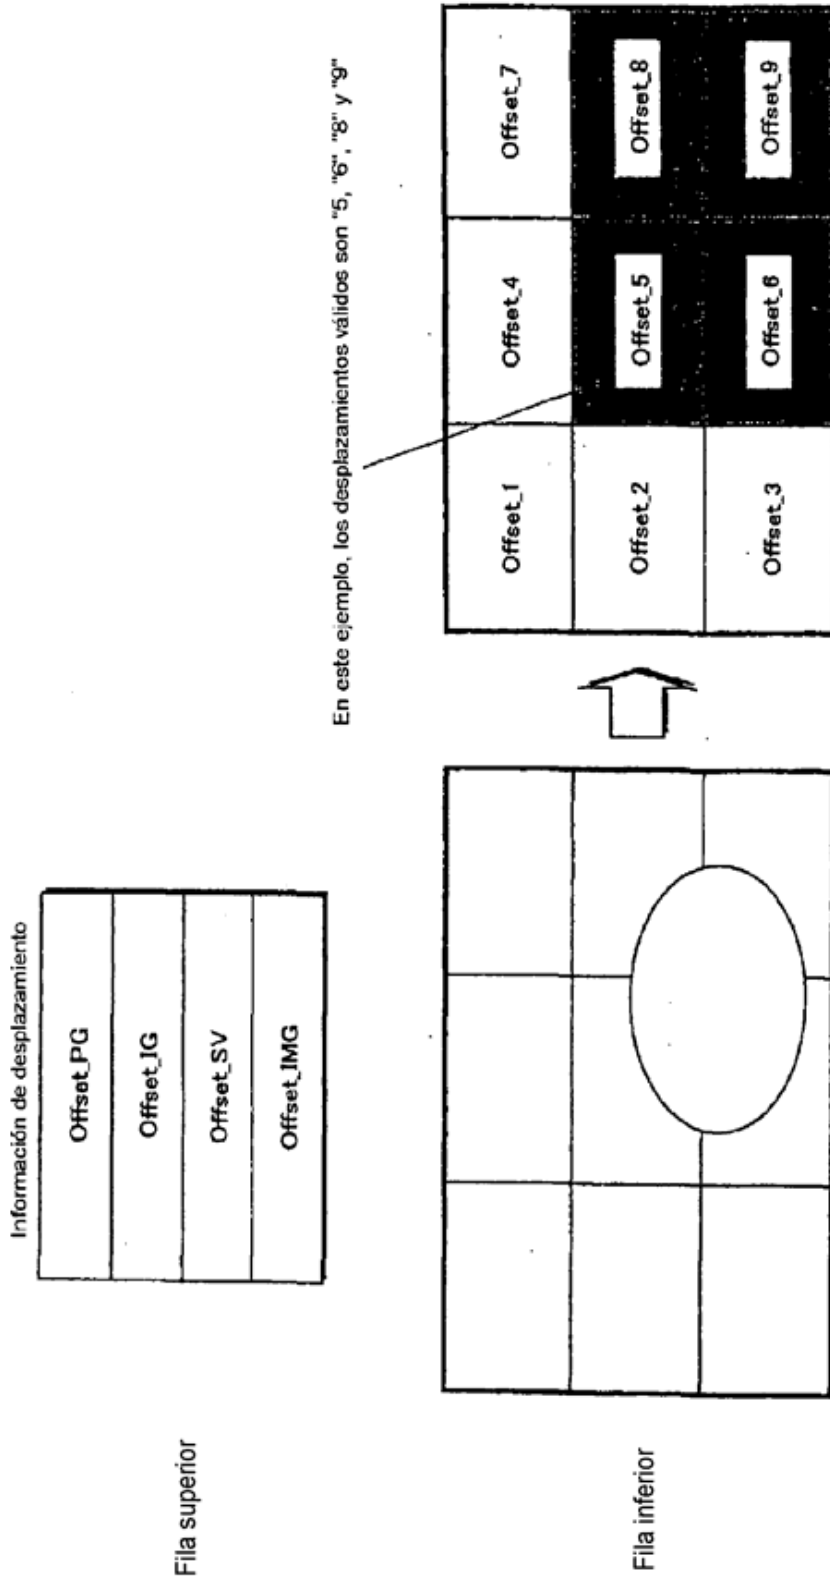 Fila superior
Información de desplazamiento
Offset_PG
Offset_IG
Offset_SV
Offset_IMG
Fila inferior
En este ejemplo, los desplazamientos válidos son "5, "6", "8" y "9"
Offset_1
Offset_4
Offset_7
Offset_2
Offset_5
Offset_8
Offset_3
Offset_6
Offset_9